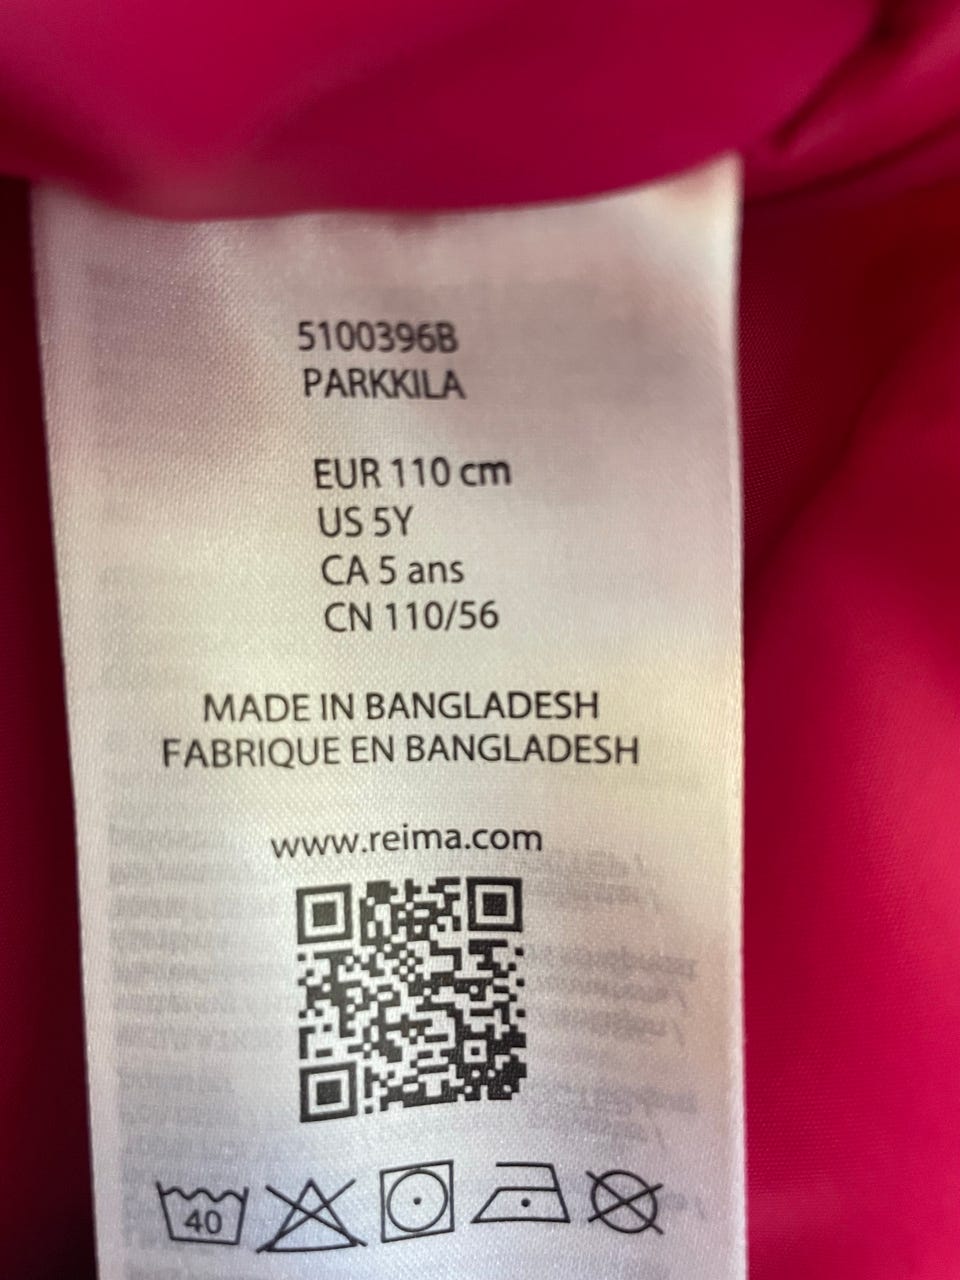 5100396B
PARKKILA
EUR 110 cm
US 5Y
CA 5 ans
CN 110/56
MADE IN BANGLADESH
FABRIQUE EN BANGLADESH
www.reima.com
40